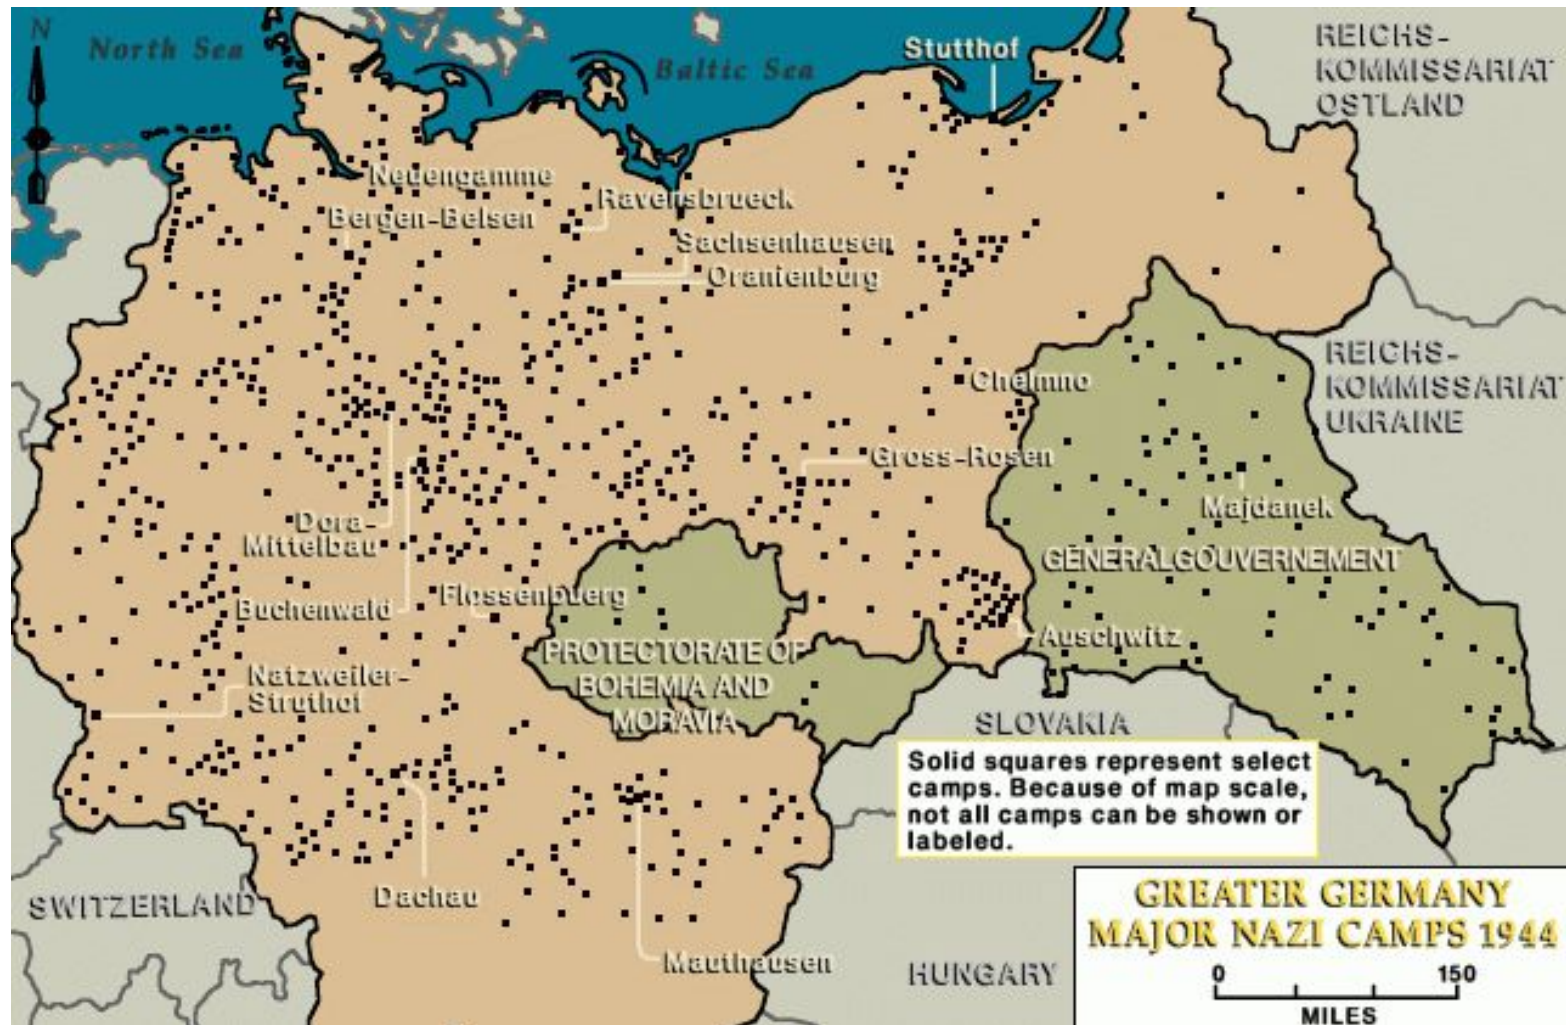 N
North Sea
Baltic Sea
Stutthof
REICHS-
KOMMISSARIAT
OSTLAND
Neuengamme
Ravensbrueck
Bergen-Belsen
Sachsenhausen
Oranienburg
REICHS-
KOMMISSARIAT
UKRAINE
Chelmno
Gross-Rosen
Majdanek
Dora-
Mittelbau
GENERALGOUVERNEMENT
Buchenwald
Flossenbuerg
Auschwitz
PROTECTORATE OF
BOHEMIA AND
MORAVIA
Natzweiler-
Struthof
SLOVAKIA
Solid squares represent select
camps. Because of map scale,
not all camps can be shown or
labeled.
Dachau
SWITZERLAND
Mauthausen
HUNGARY
GREATER GERMANY
MAJOR NAZI CAMPS 1944
0 150
MILES